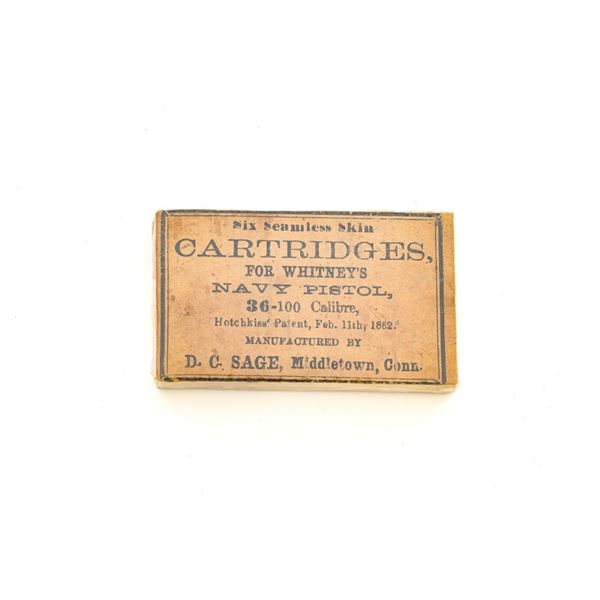 Six Seamless Skin
CARTRIDGES,
FOR WHITNEY'S
NAVY PISTOL,
36-100 Calibre,
Hotchkiss' Patent, Feb. 11th, 1862.
MANUFACTURED BY
D. C. SAGE, Middletown, Conn.